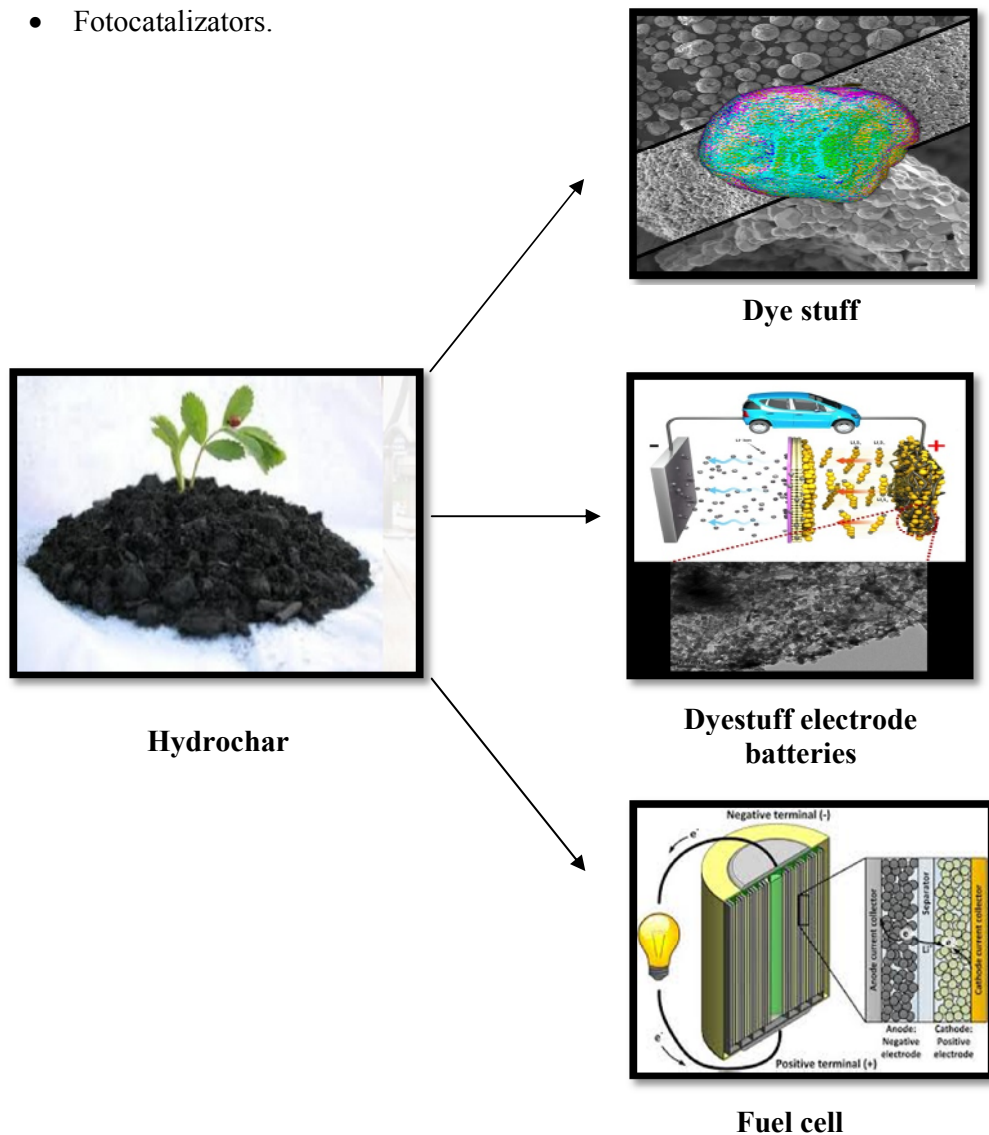 • Fotocatalizators.
Dye stuff
Hydrochar
-
+
Dyestuff electrode
batteries
Negative terminal (-)
e-
Anode current collector
Separator
Cathode current collector
e-
e-
Anode:
Negative
electrode
Cathode:
Positive
electrode
e-
Positive terminal (+)
Fuel cell